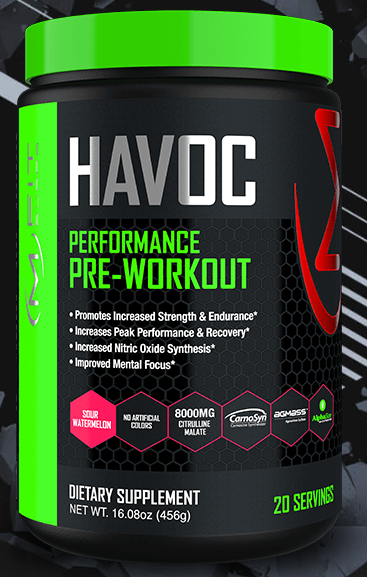 HAVOC
PERFORMANCE
PRE-WORKOUT
• Promotes Increased Strength & Endurance*
• Increases Peak Performance & Recovery*
• Increased Nitric Oxide Synthesis*
• Improved Mental Focus*
SOUR
WATERMELON
NO ARTIFICIAL
COLORS
8000MG
CITRULLINE
MALATE
CarnoSyn
AGMASS
DIETARY SUPPLEMENT
NET WT. 16.08oz (456g)
20 SERVINGS